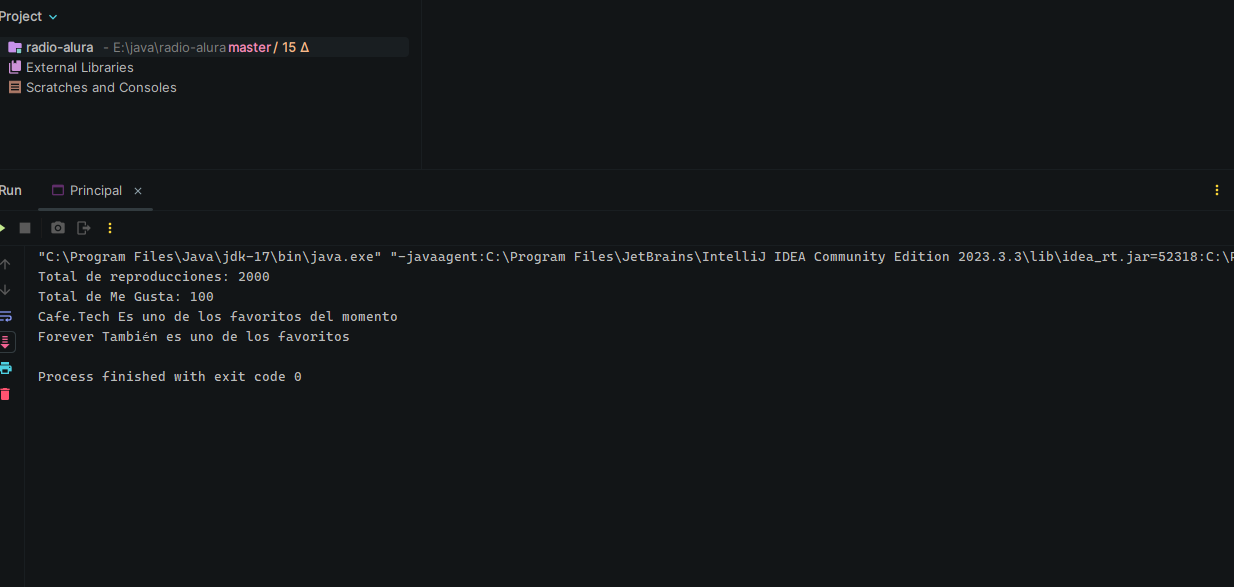 Project
radio-alura - E:\java\radio-alura master / 15 Δ
External Libraries
Scratches and Consoles
Run Principal
"C:\Program Files\Java\jdk-17\bin\java.exe" "-javaagent:C:\Program Files\JetBrains\IntelliJ IDEA Community Edition 2023.3.3\lib\idea_rt.jar=52318:C:\P
Total de reproducciones: 2000
Total de Me Gusta: 100
Cafe.Tech Es uno de los favoritos del momento
Forever También es uno de los favoritos
Process finished with exit code 0